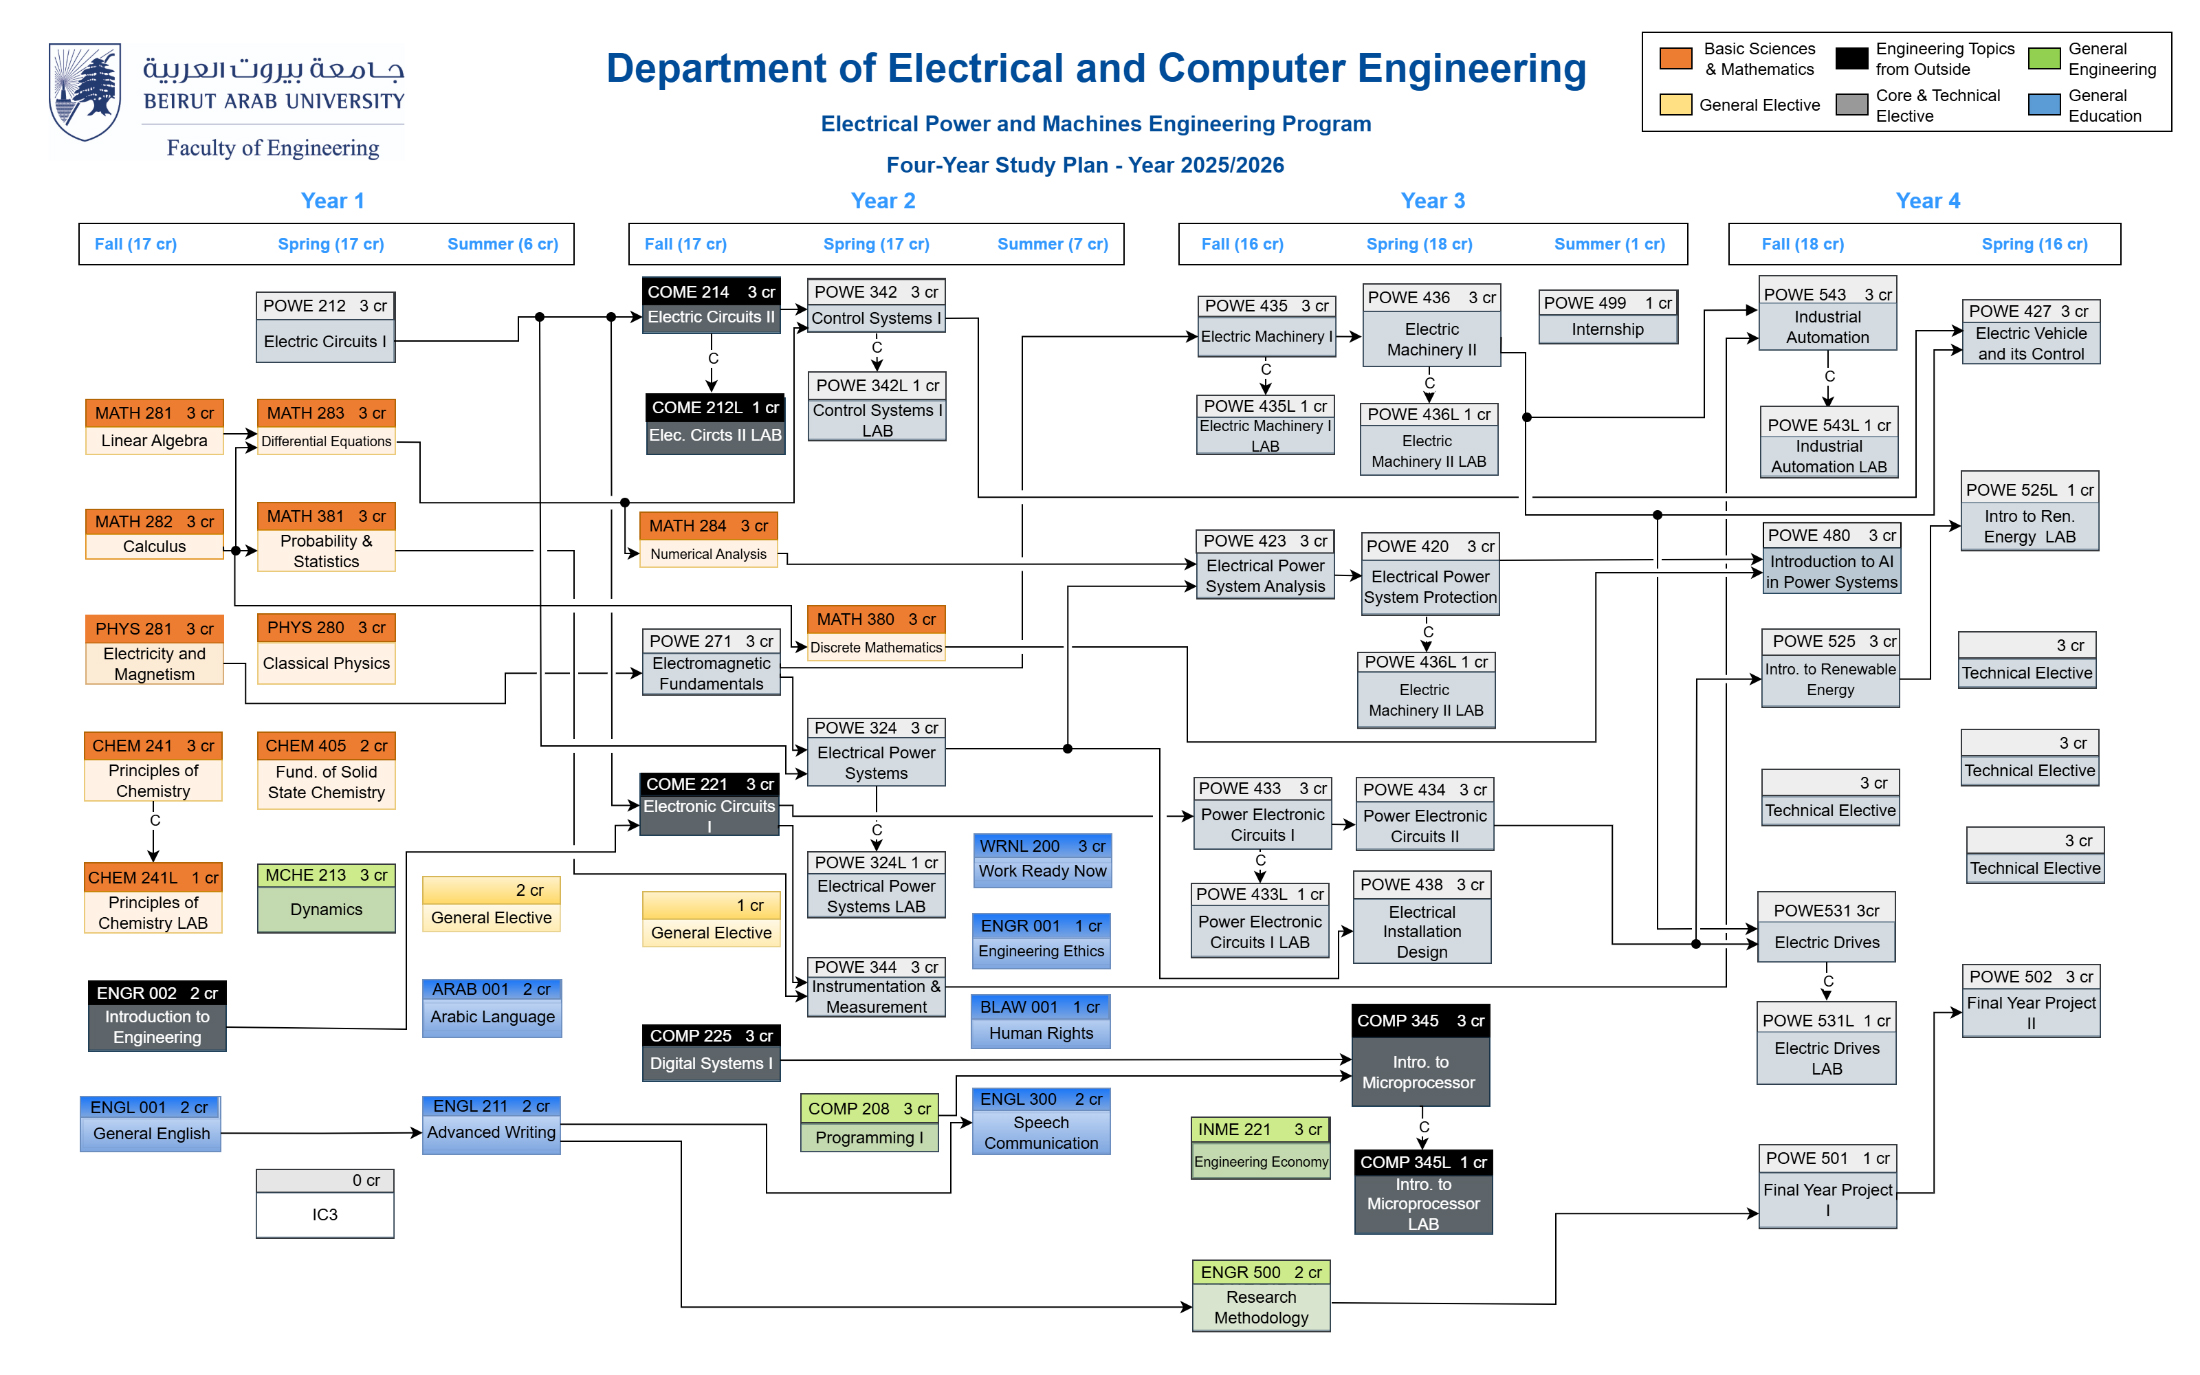 جامعة بيروت العربية
BEIRUT ARAB UNIVERSITY
Faculty of Engineering
Department of Electrical and Computer Engineering
Electrical Power and Machines Engineering Program
Four-Year Study Plan - Year 2025/2026
Basic Sciences
& Mathematics
Engineering Topics
from Outside
General
Engineering
General Elective
Core & Technical
Elective
General
Education
Year 1
Year 2
Year 3
Year 4
Fall (17 cr)
Spring (17 cr)
Summer (6 cr)
Fall (17 cr)
Spring (17 cr)
Summer (7 cr)
Fall (16 cr)
Spring (18 cr)
Summer (1 cr)
Fall (18 cr)
Spring (16 cr)
MATH 281 3 cr
Linear Algebra
MATH 282 3 cr
Calculus
PHYS 281 3 cr
Electricity and
Magnetism
CHEM 241 3 cr
Principles of
Chemistry
C
CHEM 241L 1 cr
Principles of
Chemistry LAB
ENGR 002 2 cr
Introduction to
Engineering
ENGL 001 2 cr
General English
POWE 212 3 cr
Electric Circuits I
MATH 283 3 cr
Differential Equations
MATH 381 3 cr
Probability &
Statistics
PHYS 280 3 cr
Classical Physics
CHEM 405 2 cr
Fund. of Solid
State Chemistry
MCHE 213 3 cr
Dynamics
0 cr
IC3
2 cr
General Elective
ARAB 001 2 cr
Arabic Language
ENGL 211 2 cr
Advanced Writing
COME 214 3 cr
Electric Circuits II
C
COME 212L 1 cr
Elec. Circts II LAB
MATH 284 3 cr
Numerical Analysis
POWE 271 3 cr
Electromagnetic
Fundamentals
COME 221 3 cr
Electronic Circuits
I
1 cr
General Elective
COMP 225 3 cr
Digital Systems I
POWE 342 3 cr
Control Systems I
C
POWE 342L 1 cr
Control Systems I
LAB
MATH 380 3 cr
Discrete Mathematics
POWE 324 3 cr
Electrical Power
Systems
C
POWE 324L 1 cr
Electrical Power
Systems LAB
POWE 344 3 cr
Instrumentation &
Measurement
COMP 208 3 cr
Programming I
WRNL 200 3 cr
Work Ready Now
ENGR 001 1 cr
Engineering Ethics
BLAW 001 1 cr
Human Rights
ENGL 300 2 cr
Speech
Communication
POWE 435 3 cr
Electric Machinery I
C
POWE 435L 1 cr
Electric Machinery I
LAB
POWE 423 3 cr
Electrical Power
System Analysis
POWE 433 3 cr
Power Electronic
Circuits I
C
POWE 433L 1 cr
Power Electronic
Circuits I LAB
INME 221 3 cr
Engineering Economy
ENGR 500 2 cr
Research
Methodology
POWE 436 3 cr
Electric
Machinery II
C
POWE 436L 1 cr
Electric
Machinery II LAB
POWE 420 3 cr
Electrical Power
System Protection
C
POWE 436L 1 cr
Electric
Machinery II LAB
POWE 434 3 cr
Power Electronic
Circuits II
POWE 438 3 cr
Electrical
Installation
Design
COMP 345 3 cr
Intro. to
Microprocessor
C
COMP 345L 1 cr
Intro. to
Microprocessor
LAB
POWE 499 1 cr
Internship
POWE 543 3 cr
Industrial
Automation
C
POWE 543L 1 cr
Industrial
Automation LAB
POWE 480 3 cr
Introduction to AI
in Power Systems
POWE 525 3 cr
Intro. to Renewable
Energy
3 cr
Technical Elective
POWE531 3cr
Electric Drives
C
POWE 531L 1 cr
Electric Drives
LAB
POWE 501 1 cr
Final Year Project
I
POWE 427 3 cr
Electric Vehicle
and its Control
POWE 525L 1 cr
Intro to Ren.
Energy LAB
3 cr
Technical Elective
3 cr
Technical Elective
3 cr
Technical Elective
POWE 502 3 cr
Final Year Project
II